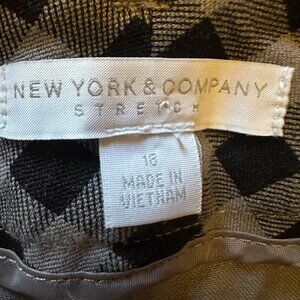 NEW YORK & COMPANY
STRETCH
18
MADE IN
VIETNAM